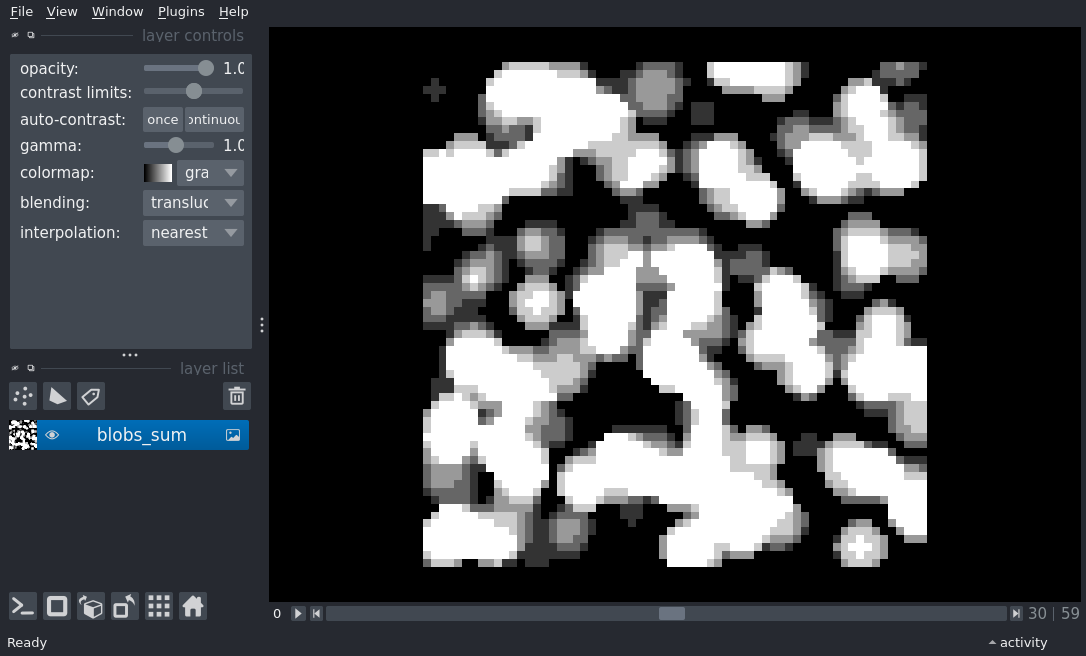 File View Window Plugins Help
layer controls
opacity: 1.0
contrast limits:
auto-contrast: once ontinuou
gamma: 1.0
colormap: gra
blending: transluc
interpolation: nearest
layer list
blobs_sum
0 30 | 59
Ready activity